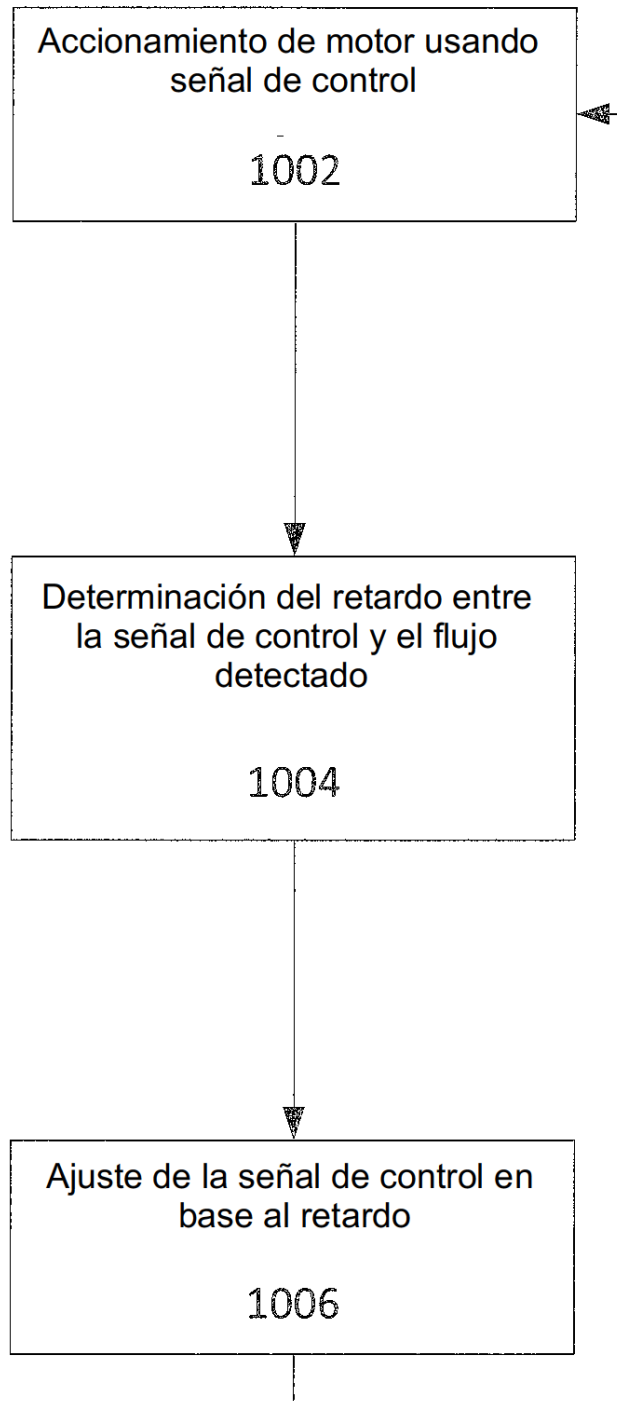 Accionamiento de motor usando
señal de control
1002
Determinación del retardo entre
la señal de control y el flujo
detectado
1004
Ajuste de la señal de control en
base al retardo
1006